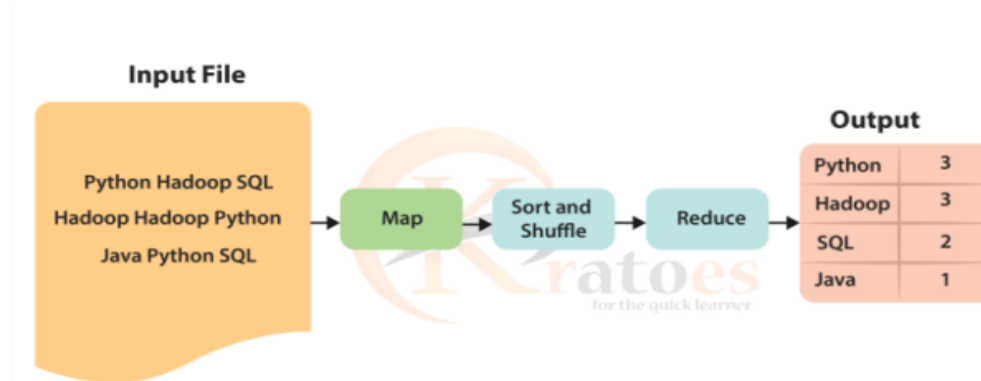 Input File
Python Hadoop SQL
Hadoop Hadoop Python
Java Python SQL
Map
Sort and
Shuffle
Reduce
Output
Python 3
Hadoop 3
SQL 2
Java 1
Kratoes
for the quick learner